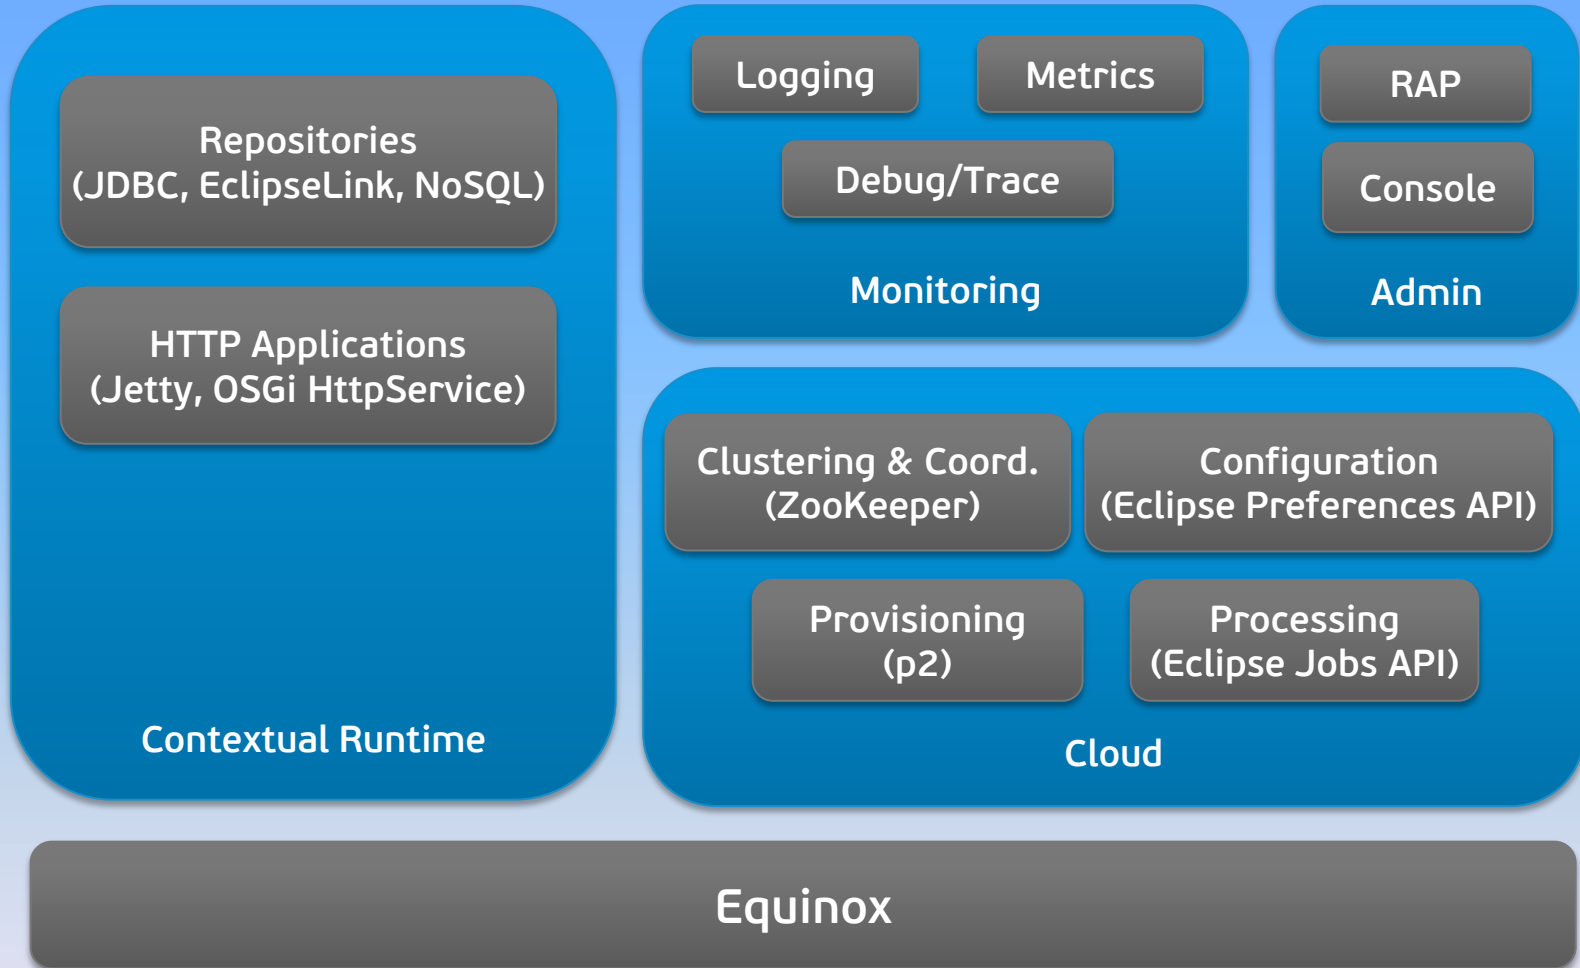 Repositories
(JDBC, EclipseLink, NoSQL)
HTTP Applications
(Jetty, OSGi HttpService)
Contextual Runtime
Logging
Metrics
Debug/Trace
Monitoring
RAP
Console
Admin
Clustering & Coord.
(ZooKeeper)
Configuration
(Eclipse Preferences API)
Provisioning
(p2)
Processing
(Eclipse Jobs API)
Cloud
Equinox